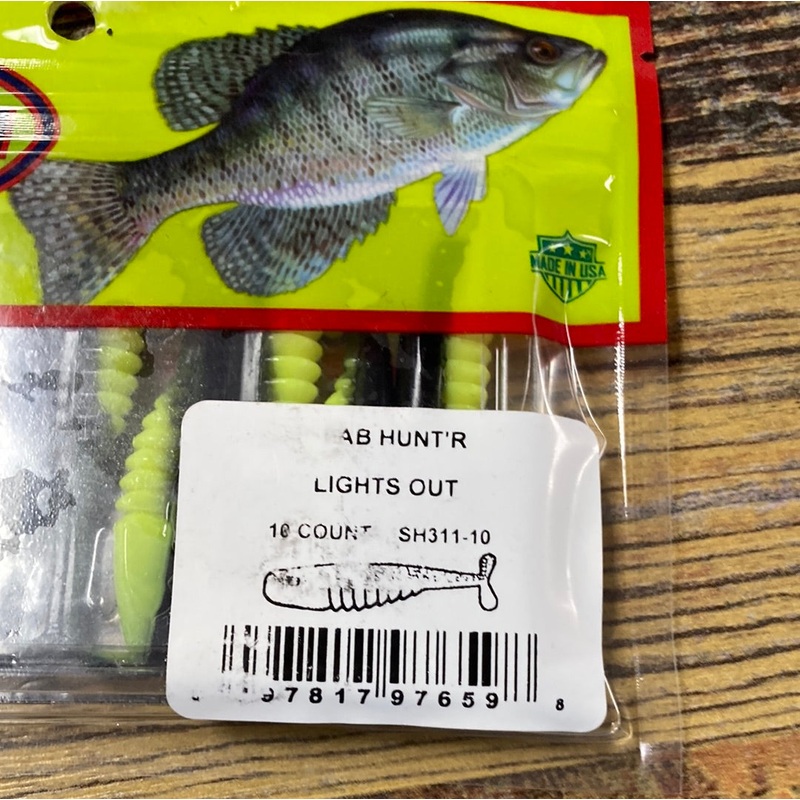 MADE IN USA
AB HUNT'R
LIGHTS OUT
10 COUNT SH311-10
97817 97659 8